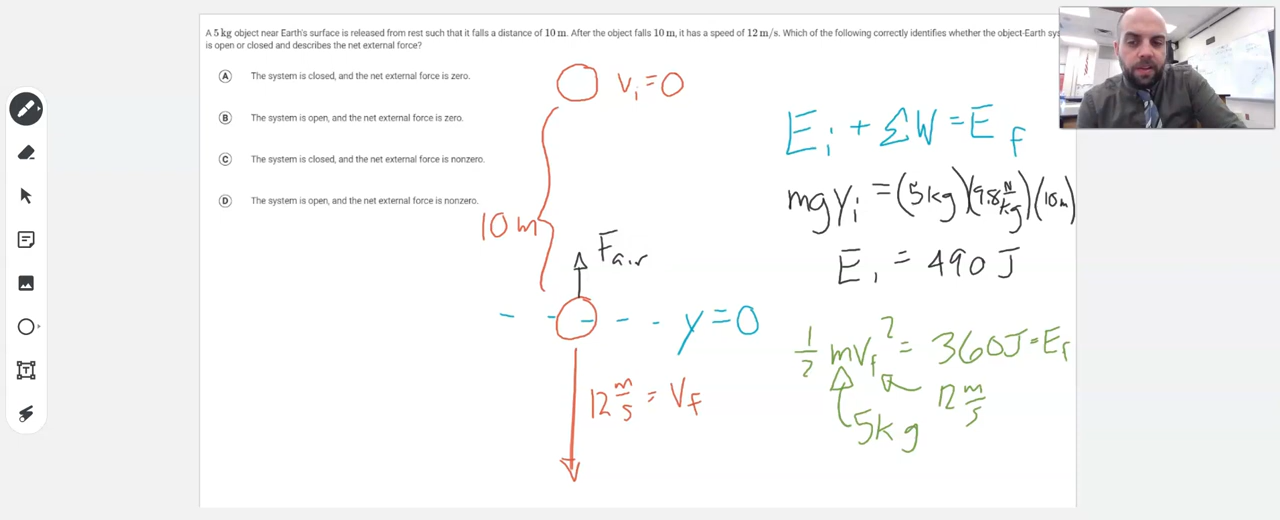 A 5 kg object near Earth's surface is released from rest such that it falls a distance of 10 m. After the object falls 10 m, it has a speed of 12 m/s. Which of the following correctly identifies whether the object-Earth
is open or closed and describes the net external force?
A The system is closed, and the net external force is zero.
B The system is open, and the net external force is zero.
C The system is closed, and the net external force is nonzero.
D The system is open, and the net external force is nonzero.
vᵢ = 0
10 m
Fair
y = 0
12 m/s = Vf
Eᵢ + ΣW = Ef
mgyᵢ = (5kg)(9.8 N/kg)(10m)
Eᵢ = 490 J
1/2 mVf² = 360J = Ef
12 m/s
5kg